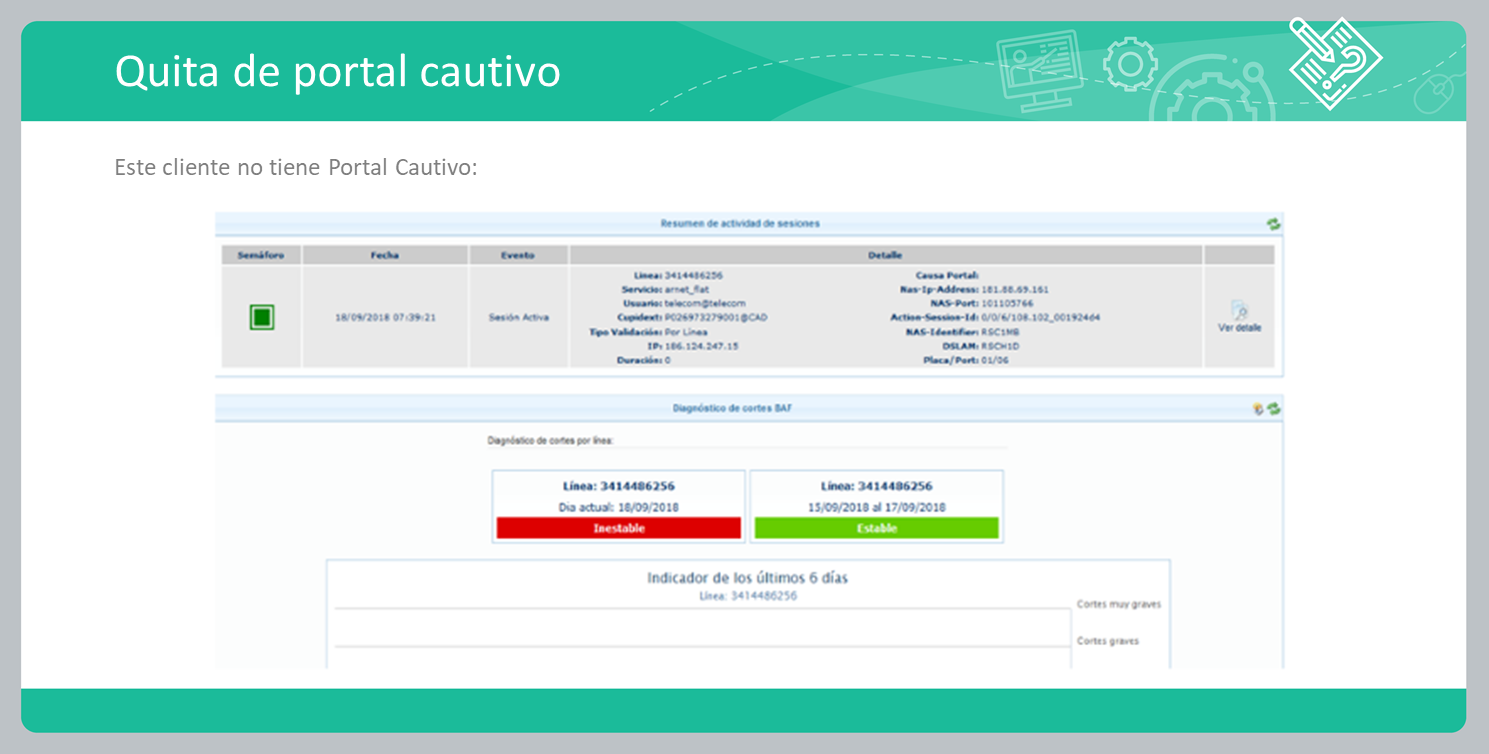 Quita de portal cautivo
Este cliente no tiene Portal Cautivo:
Resumen de actividad de sesiones
Semáforo Fecha Evento Detalle
Línea: 3414486256
Servicio: arnet_flat
Usuario: telecom@telecom
Cupidext: P026973279001@CAD
Tipo Validación: Por Línea
IP: 186.124.247.15
Duración: 0
Causa Portal:
Nas-Ip-Address: 181.88.69.161
NAS-Port: 101105766
Action-Session-Id: 0/0/6/108.102_001924d4
NAS-Identifier: RSC1MB
DSLAM: RSCH1D
Placa/Port: 01/06
18/09/2018 07:39:21
Sesión Activa
Ver detalle
Diagnóstico de cortes BAF
Diagnóstico de cortes por línea:
Línea: 3414486256
Dia actual: 18/09/2018
Inestable
Línea: 3414486256
15/09/2018 al 17/09/2018
Estable
Indicador de los últimos 6 días
Línea: 3414486256
Cortes muy graves
Cortes graves